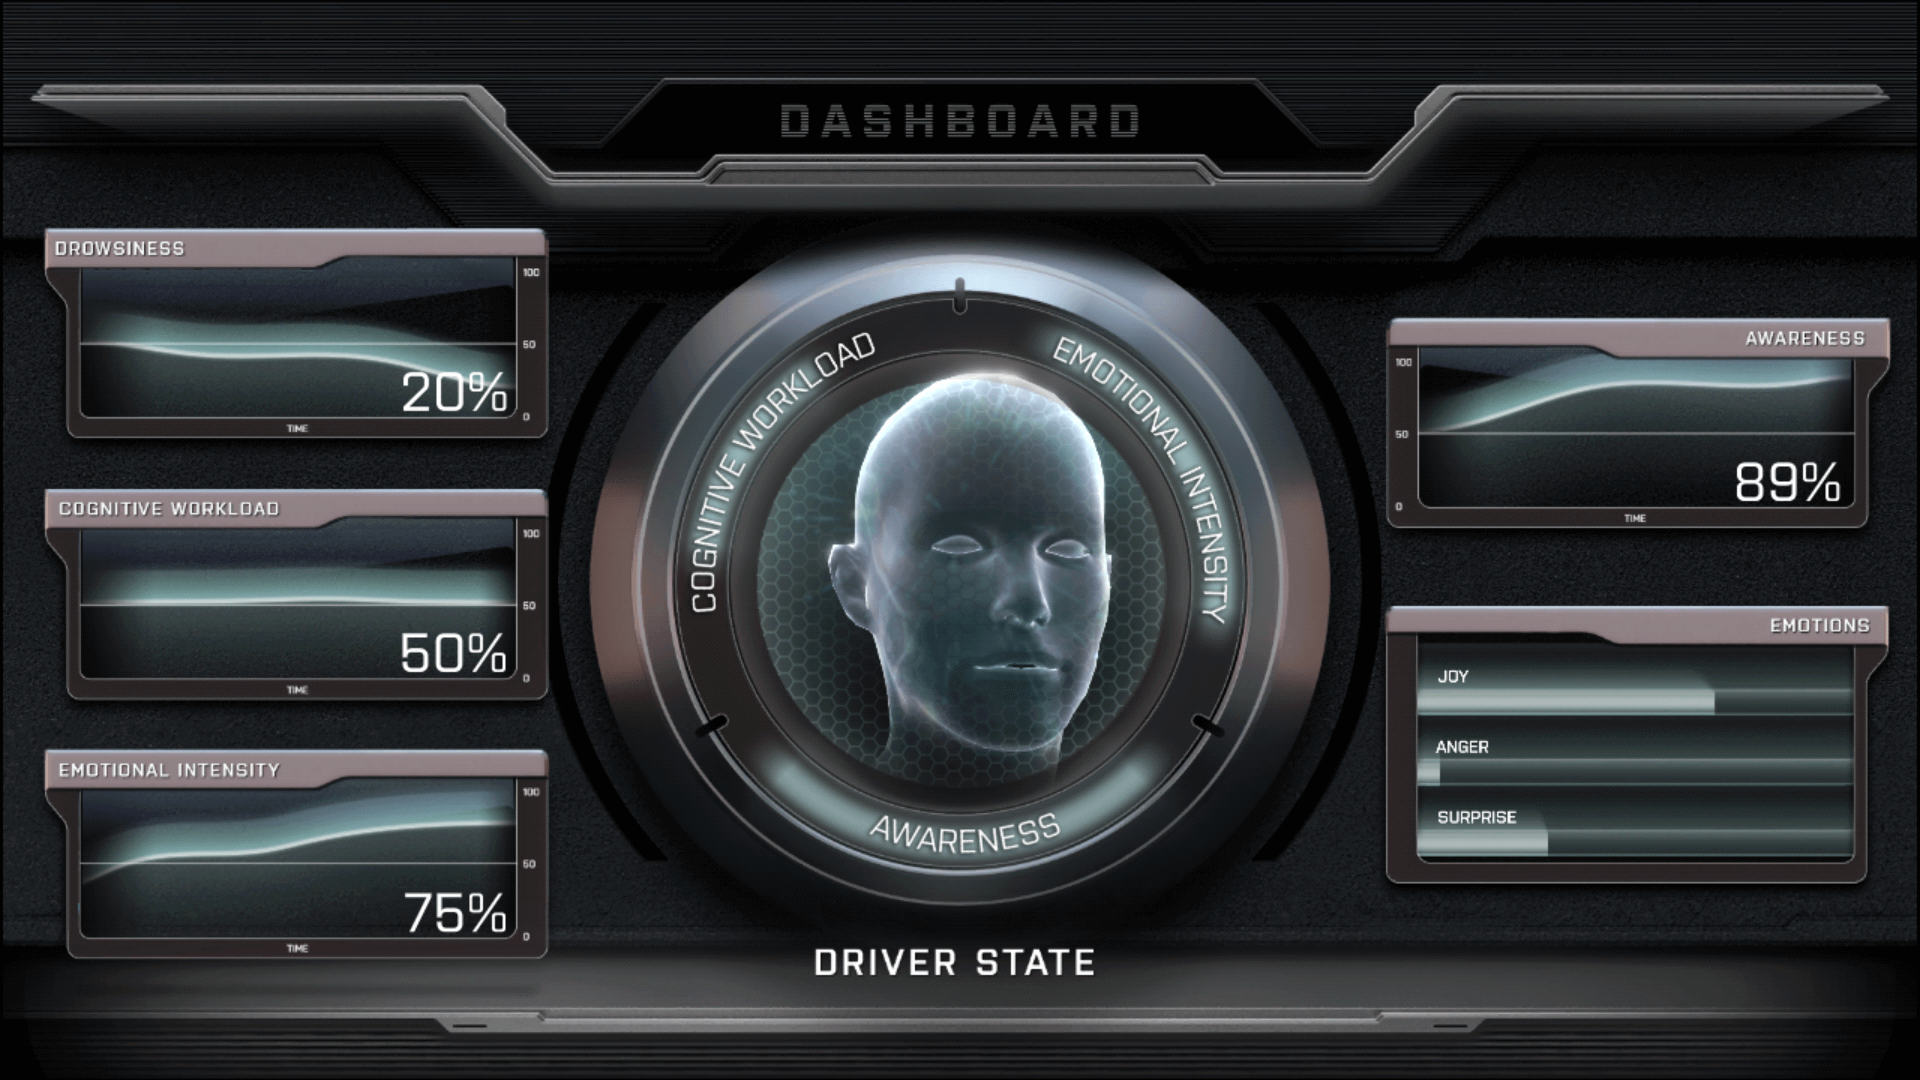 DASHBOARD
DROWSINESS
100
50
20%
0
TIME
COGNITIVE WORKLOAD
100
50
50%
0
TIME
EMOTIONAL INTENSITY
100
50
75%
0
TIME
COGNITIVE WORKLOAD
EMOTIONAL INTENSITY
AWARENESS
DRIVER STATE
AWARENESS
100
50
89%
0
TIME
EMOTIONS
JOY
ANGER
SURPRISE